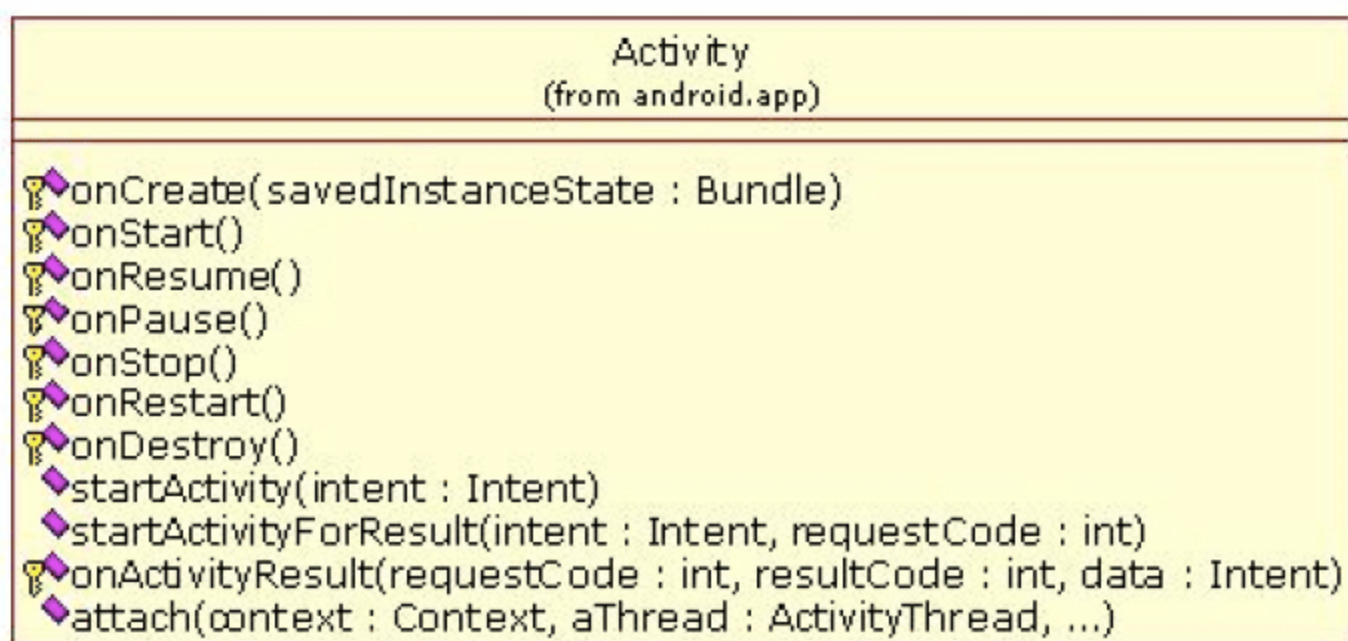 Activity
(from android.app)
onCreate(savedInstanceState : Bundle)
onStart()
onResume()
onPause()
onStop()
onRestart()
onDestroy()
startActivity(intent : Intent)
startActivityForResult(intent : Intent, requestCode : int)
onActivityResult(requestCode : int, resultCode : int, data : Intent)
attach(context : Context, aThread : ActivityThread, ...)